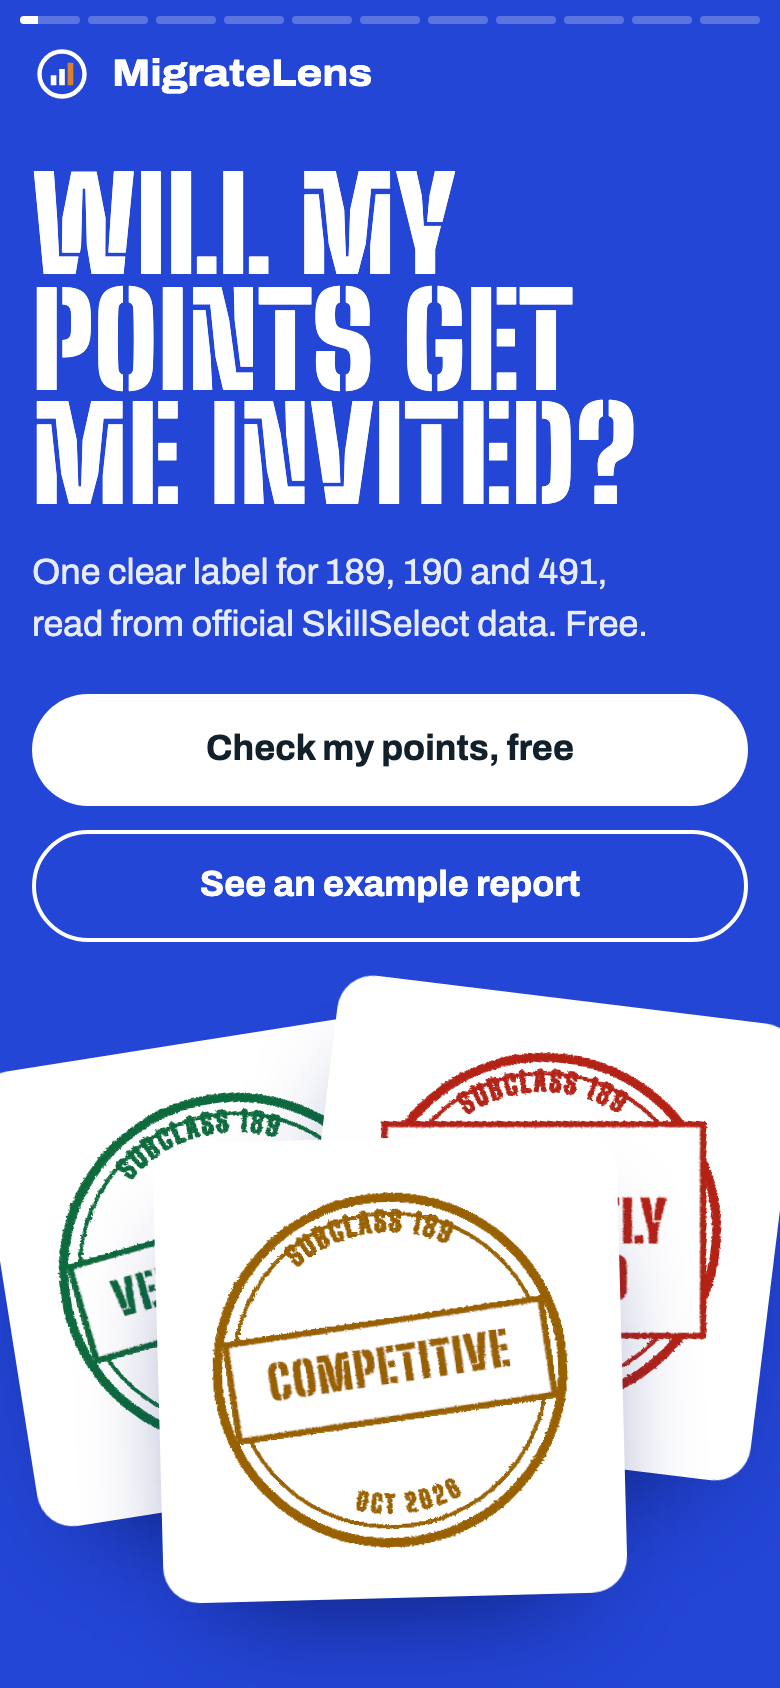 MigrateLens
WILL MY
POINTS GET
ME INVITED?
One clear label for 189, 190 and 491,
read from official SkillSelect data. Free.
Check my points, free
See an example report
SUBCLASS 189
SUBCLASS 189
SUBCLASS 189
COMPETITIVE
OCT 2026